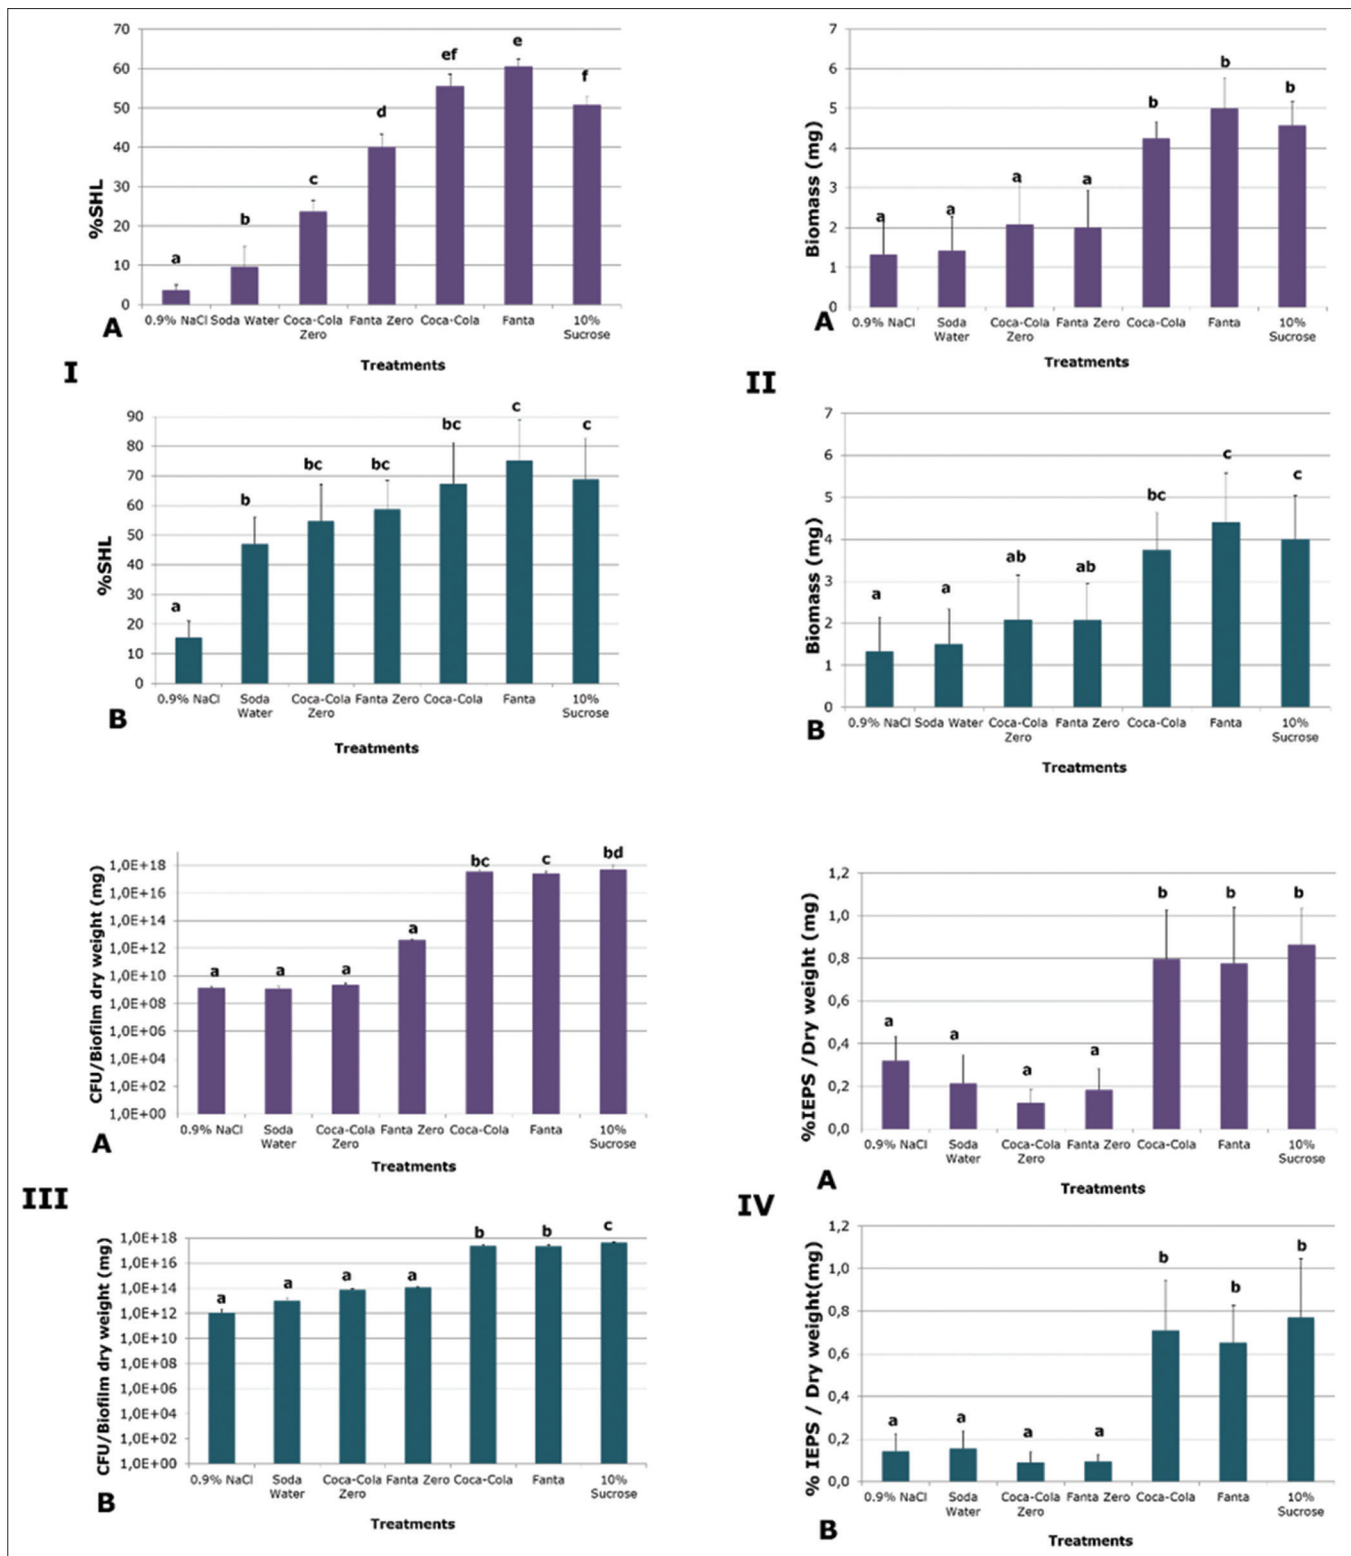 70
60
50
40
30
20
10
0
%SHL
a
b
c
d
ef
e
f
0.9% NaCl Soda Water Coca-Cola Fanta Zero Coca-Cola Fanta 10%
Zero Sucrose
A
Treatments
I
90
80
70
60
50
40
30
20
10
0
%SHL
a
b
bc
bc
bc
c
c
0.9% NaCl Soda Coca-Cola Fanta Zero Coca-Cola Fanta 10%
Water Zero Sucrose
B
Treatments
7
6
5
4
3
2
1
0
Biomass (mg)
a
a
a
a
b
b
b
0.9% NaCl Soda Coca-Cola Fanta Zero Coca-Cola Fanta 10%
Water Zero Sucrose
A
Treatments
II
7
6
5
4
3
2
1
0
Biomass (mg)
a
a
ab
ab
bc
c
c
0.9% NaCl Soda Water Coca-Cola Fanta Zero Coca-Cola Fanta 10%
Zero Sucrose
B
Treatments
1,0E+18
1,0E+16
1,0E+14
1,0E+12
1,0E+10
1,0E+08
1,0E+06
1,0E+04
1,0E+02
1,0E+00
CFU/Biofilm dry weight (mg)
a
a
a
a
bc
c
bd
0.9% NaCl Soda Coca-Cola Fanta Zero Coca-Cola Fanta 10%
Water Zero Sucrose
A
Treatments
III
1,0E+18
1,0E+16
1,0E+14
1,0E+12
1,0E+10
1,0E+08
1,0E+06
1,0E+04
1,0E+02
1,0E+00
CFU/Biofilm dry weight (mg)
a
a
a
a
b
b
c
0.9% NaCl Soda Coca-Cola Fanta Zero Coca-Cola Fanta 10%
Water Zero Sucrose
B
Treatments
1,2
1,0
0,8
0,6
0,4
0,2
0,0
%IEPS /Dry weight (mg)
a
a
a
a
b
b
b
0.9% NaCl Soda Coca-Cola Fanta Zero Coca-Cola Fanta 10%
Water Zero Sucrose
A
Treatments
IV
1,2
1,0
0,8
0,6
0,4
0,2
0,0
% IEPS / Dry weight(mg)
a
a
a
a
b
b
b
0.9% NaCl Soda Coca-Cola Fanta Zero Coca-Cola Fanta 10%
Water Zero Sucrose
B
Treatments